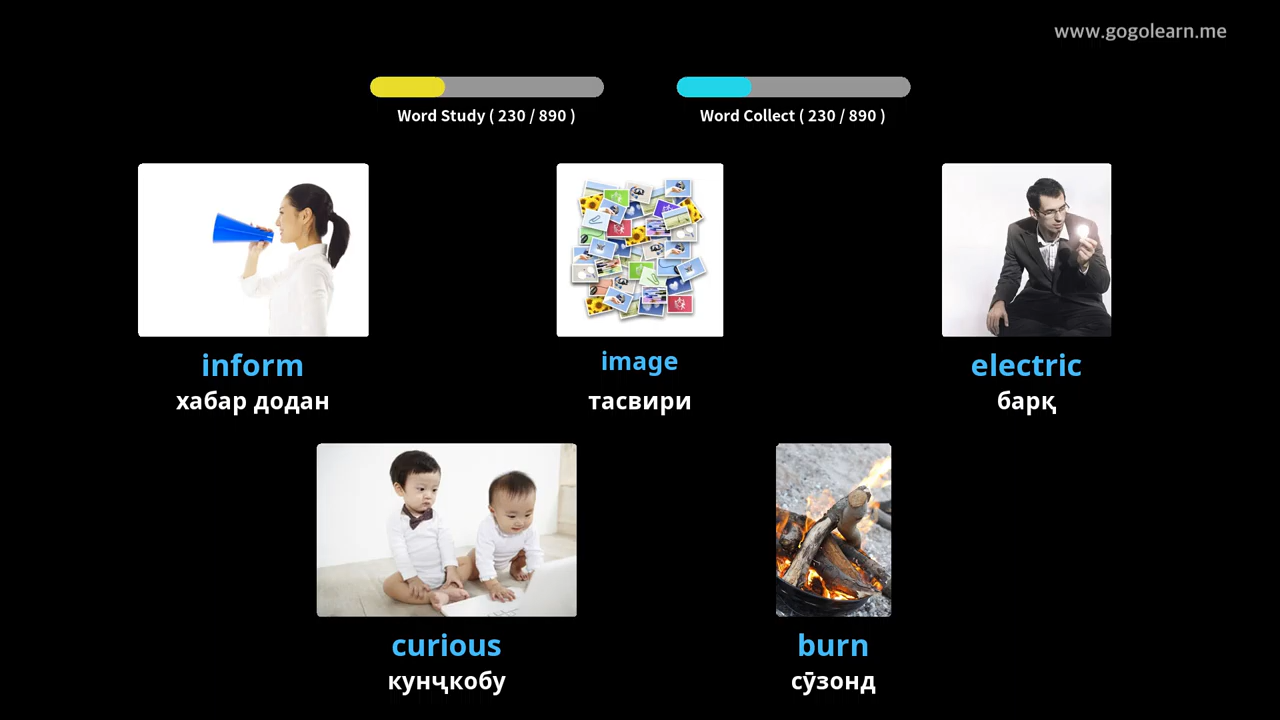 www.gogolearn.me
Word Study ( 230 / 890 )
Word Collect ( 230 / 890 )
inform
image
electric
хабар додан
тасвири
барқ
curious
burn
кунҷкобу
сӯзонд